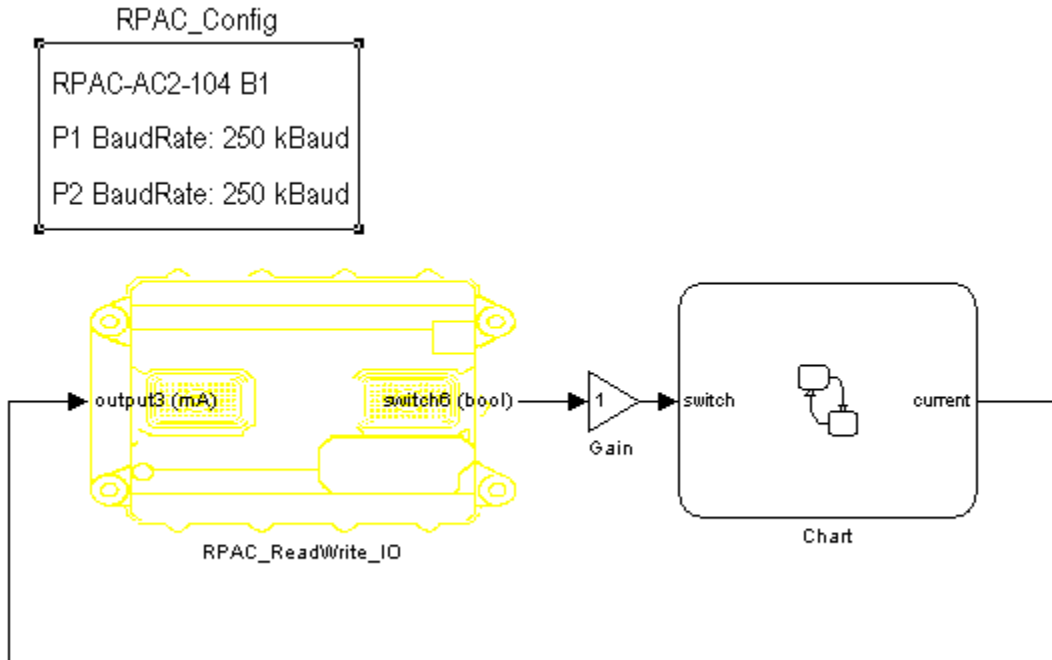 RPAC_Config
RPAC-AC2-104 B1
P1 BaudRate: 250 kBaud
P2 BaudRate: 250 kBaud
output3 (mA)
switch6 (bool)
1
Gain
switch
current
Chart
RPAC_ReadWrite_IO